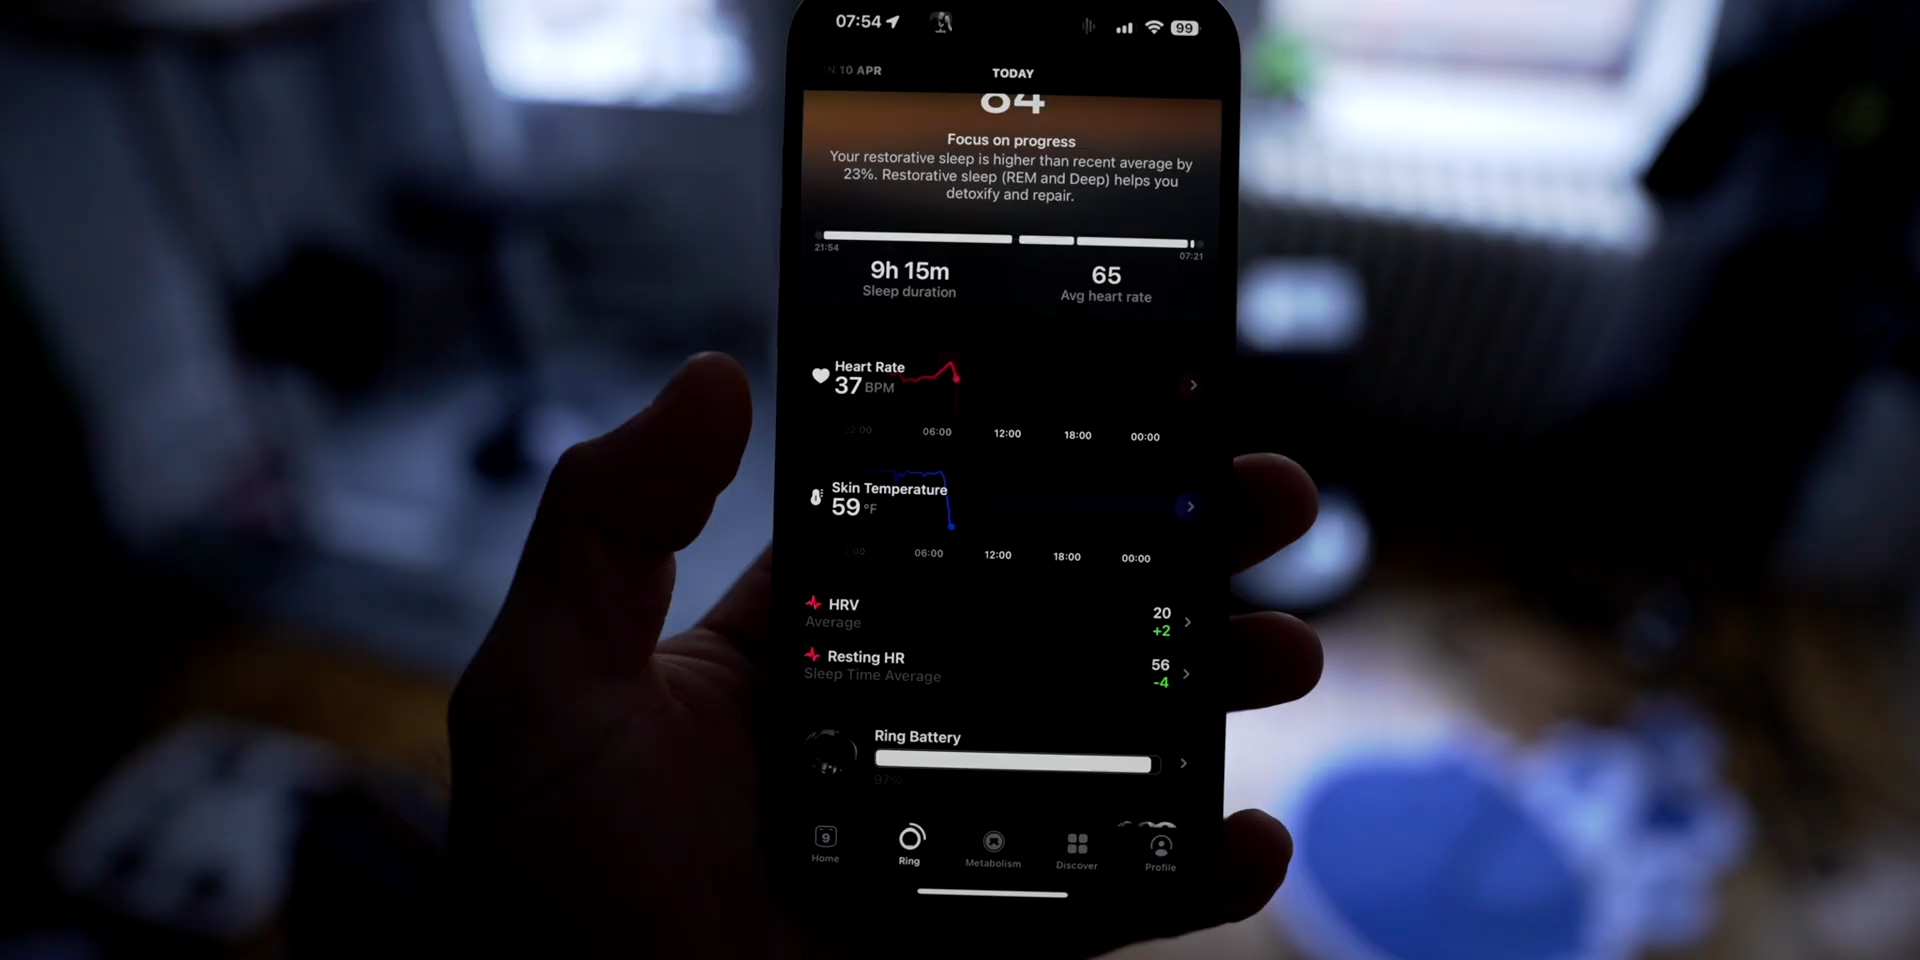 07:54
99
10 APR
TODAY
84
Focus on progress
Your restorative sleep is higher than recent average by
23%. Restorative sleep (REM and Deep) helps you
detoxify and repair.
21:54
07:21
9h 15m
65
Sleep duration
Avg heart rate
Heart Rate
37 BPM
06:00
12:00
18:00
00:00
Skin Temperature
59 °F
06:00
12:00
18:00
00:00
HRV
20
Average
+2
Resting HR
56
Sleep Time Average
-4
Ring Battery
97%
9
Home
Ring
Metabolism
Discover
Profile